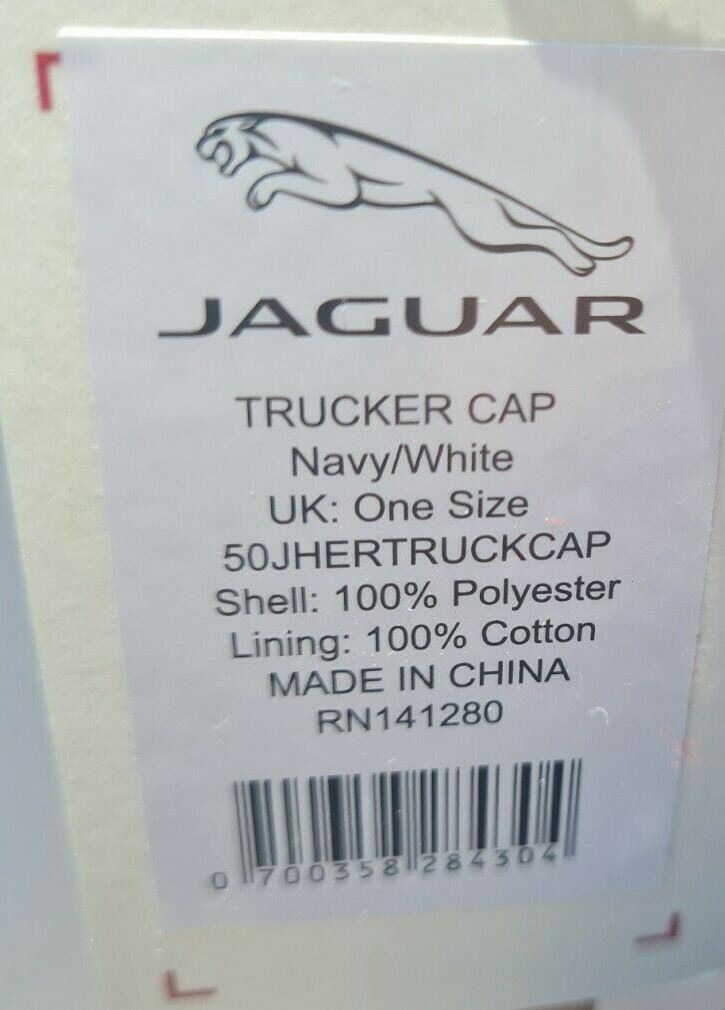 JAGUAR
TRUCKER CAP
Navy/White
UK: One Size
50JHERTRUCKCAP
Shell: 100% Polyester
Lining: 100% Cotton
MADE IN CHINA
RN141280
0 700358 284304